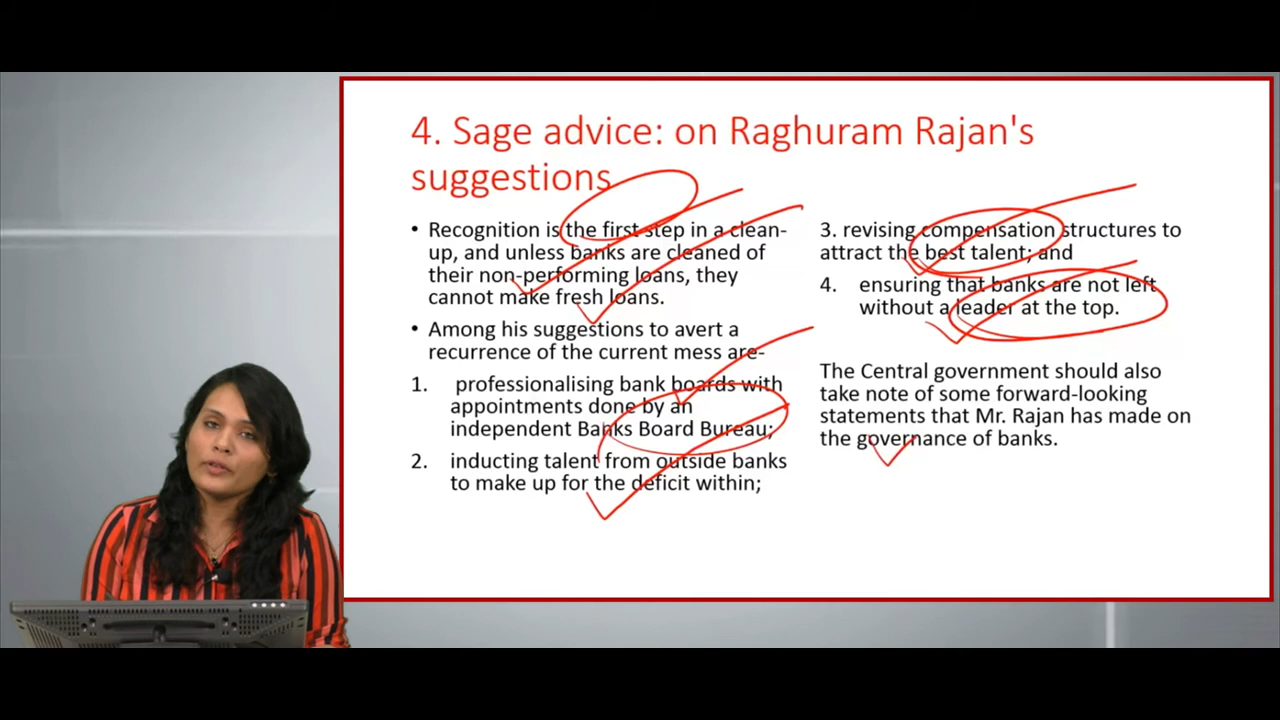 4. Sage advice: on Raghuram Rajan's
suggestions
• Recognition is the first step in a clean-
up, and unless banks are cleaned of
their non-performing loans, they
cannot make fresh loans.
• Among his suggestions to avert a
recurrence of the current mess are-
1. professionalising bank boards with
appointments done by an
independent Banks Board Bureau;
2. inducting talent from outside banks
to make up for the deficit within;
3. revising compensation structures to
attract the best talent; and
4. ensuring that banks are not left
without a leader at the top.
The Central government should also
take note of some forward-looking
statements that Mr. Rajan has made on
the governance of banks.